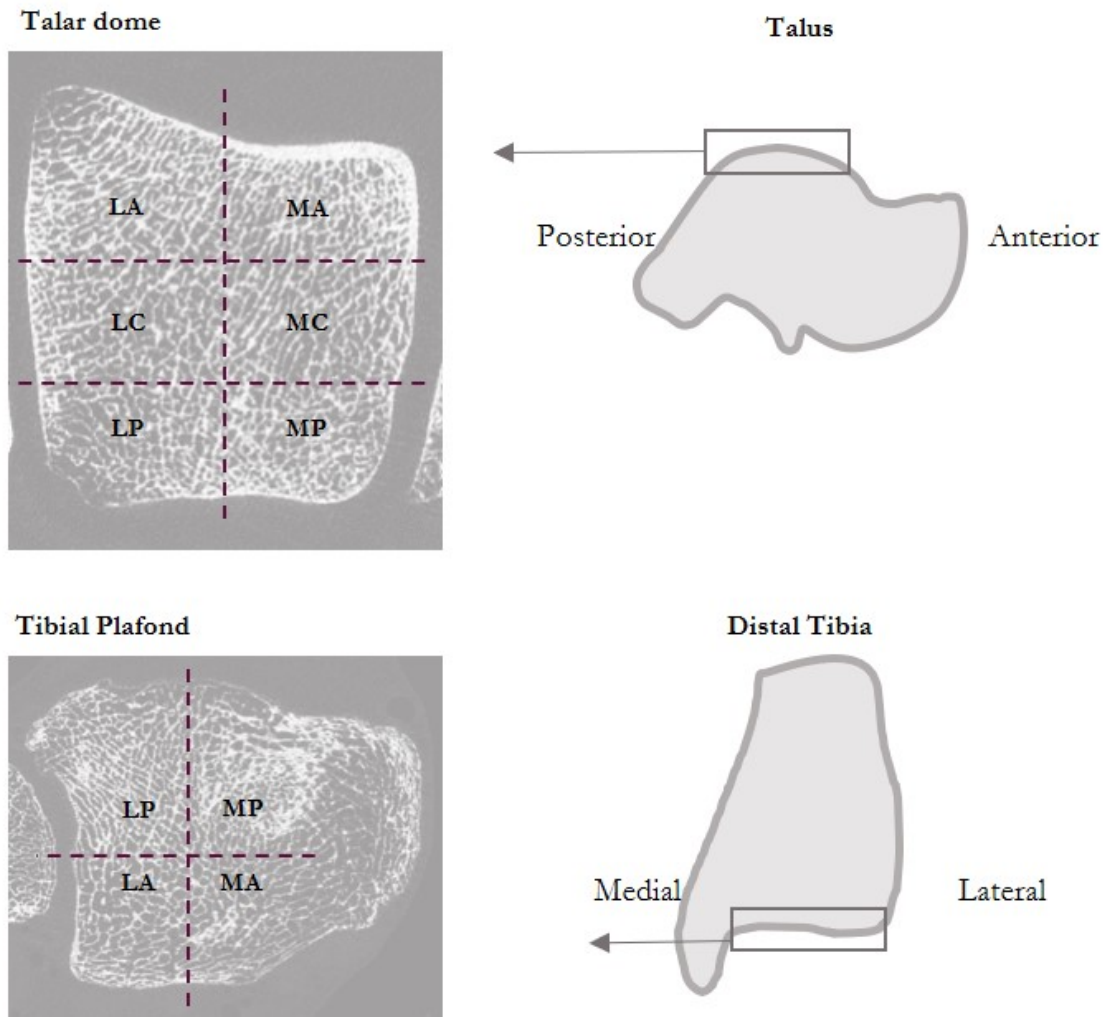 Talar dome
Talus
LA MA
LC MC
LP MP
Posterior Anterior
Tibial Plafond
Distal Tibia
LP MP
LA MA
Medial Lateral